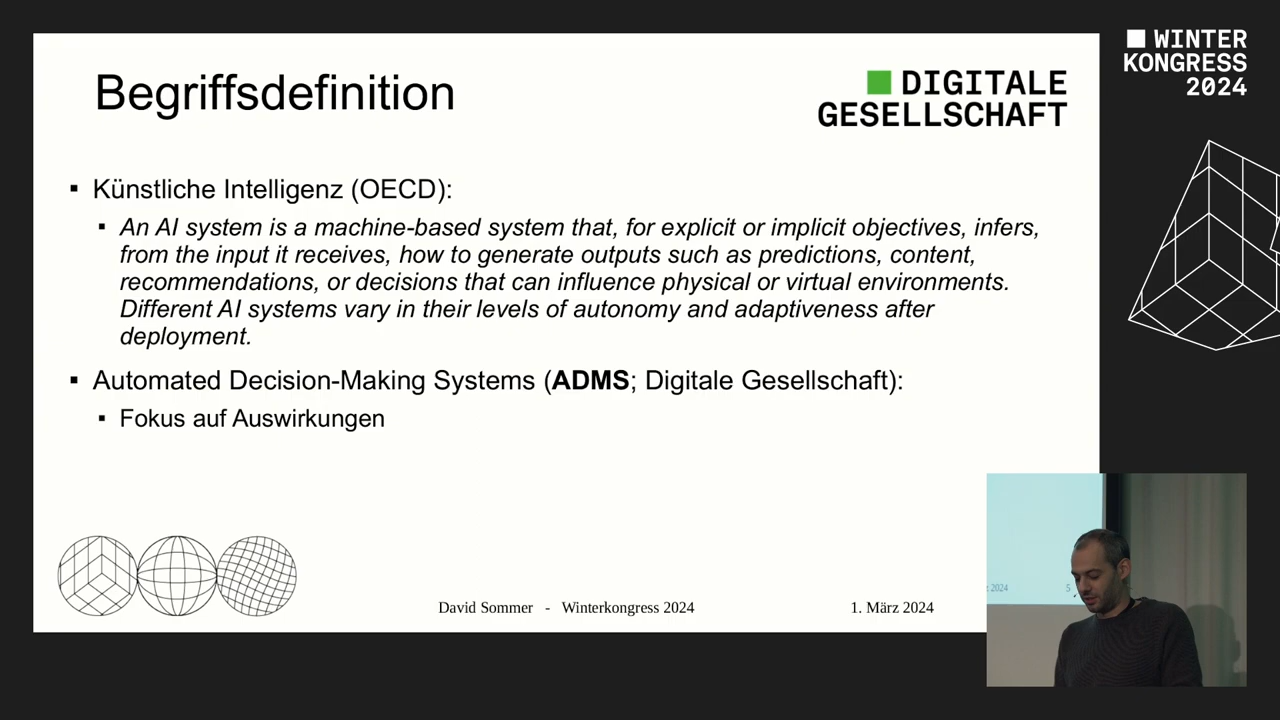 Begriffsdefinition
DIGITALE
GESELLSCHAFT
WINTER
KONGRESS
2024
Künstliche Intelligenz (OECD):
An AI system is a machine-based system that, for explicit or implicit objectives, infers,
from the input it receives, how to generate outputs such as predictions, content,
recommendations, or decisions that can influence physical or virtual environments.
Different AI systems vary in their levels of autonomy and adaptiveness after
deployment.
Automated Decision-Making Systems (ADMS; Digitale Gesellschaft):
Fokus auf Auswirkungen
David Sommer - Winterkongress 2024
1. März 2024
2024
5